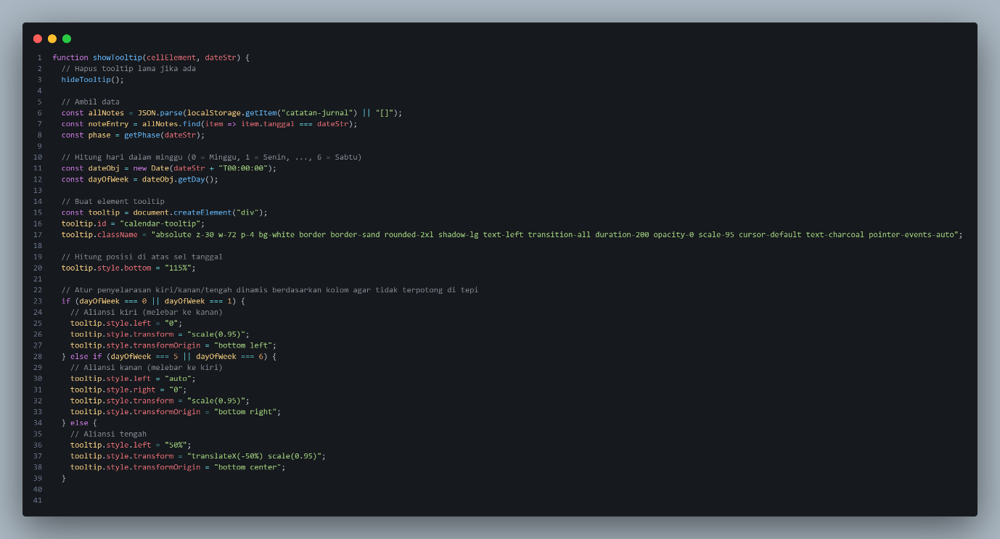 1 function showTooltip(cellElement, dateStr) {
2   // Hapus tooltip lama jika ada
3   hideTooltip();
4
5   // Ambil data
6   const allNotes = JSON.parse(localStorage.getItem("catatan-jurnal") || "[]");
7   const noteEntry = allNotes.find(item => item.tanggal === dateStr);
8   const phase = getPhase(dateStr);
9
10   // Hitung hari dalam minggu (0 = Minggu, 1 = Senin, ..., 6 = Sabtu)
11   const dateObj = new Date(dateStr + "T00:00:00");
12   const dayOfWeek = dateObj.getDay();
13
14   // Buat element tooltip
15   const tooltip = document.createElement("div");
16   tooltip.id = "calendar-tooltip";
17   tooltip.className = "absolute z-30 w-72 p-4 bg-white border border-sand rounded-2xl shadow-lg text-left transition-all duration-200 opacity-0 scale-95 cursor-default text-charcoal pointer-events-auto";
18
19   // Hitung posisi di atas sel tanggal
20   tooltip.style.bottom = "115%";
21
22   // Atur penyelarasan kiri/kanan/tengah dinamis berdasarkan kolom agar tidak terpotong di tepi
23   if (dayOfWeek === 0 || dayOfWeek === 1) {
24     // Aliansi kiri (melebar ke kanan)
25     tooltip.style.left = "0";
26     tooltip.style.transform = "scale(0.95)";
27     tooltip.style.transformOrigin = "bottom left";
28   } else if (dayOfWeek === 5 || dayOfWeek === 6) {
29     // Aliansi kanan (melebar ke kiri)
30     tooltip.style.left = "auto";
31     tooltip.style.right = "0";
32     tooltip.style.transform = "scale(0.95)";
33     tooltip.style.transformOrigin = "bottom right";
34   } else {
35     // Aliansi tengah
36     tooltip.style.left = "50%";
37     tooltip.style.transform = "translateX(-50%) scale(0.95)";
38     tooltip.style.transformOrigin = "bottom center";
39   }
40
41